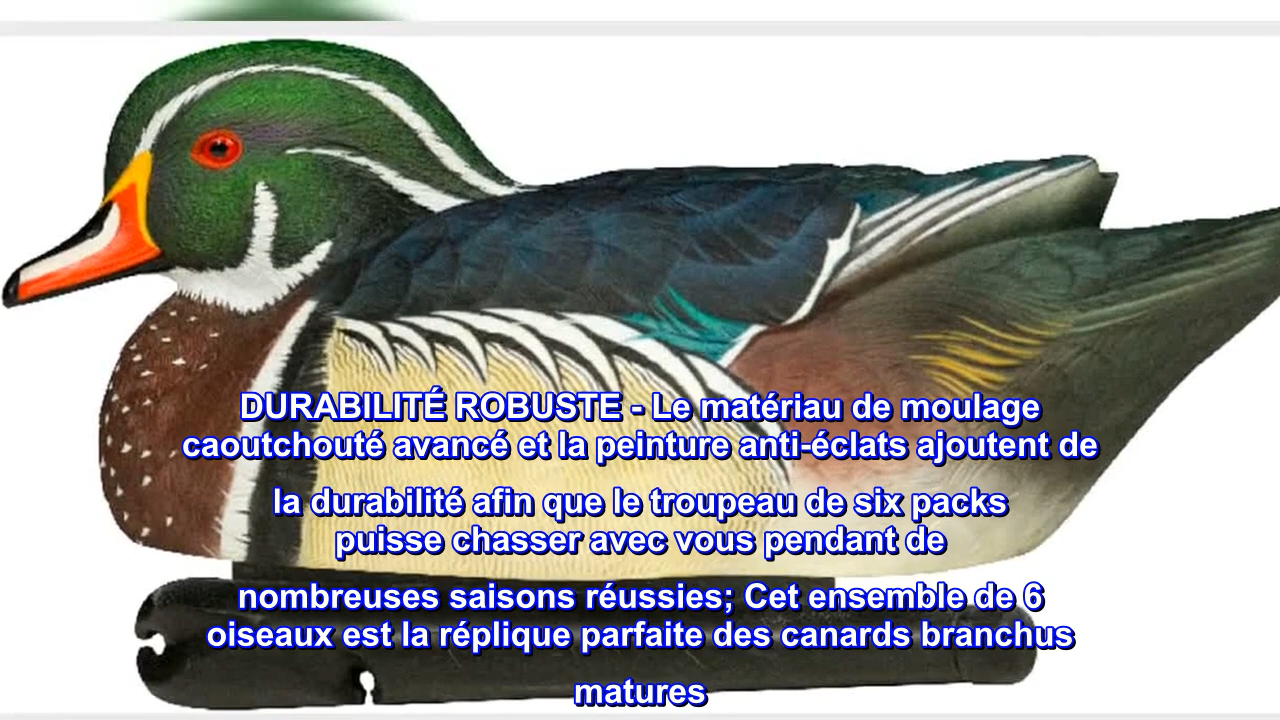 DURABILITÉ ROBUSTE - Le matériau de moulage
caoutchouté avancé et la peinture anti-éclats ajoutent de
la durabilité afin que le troupeau de six packs
puisse chasser avec vous pendant de
nombreuses saisons réussies; Cet ensemble de 6
oiseaux est la réplique parfaite des canards branchus
matures